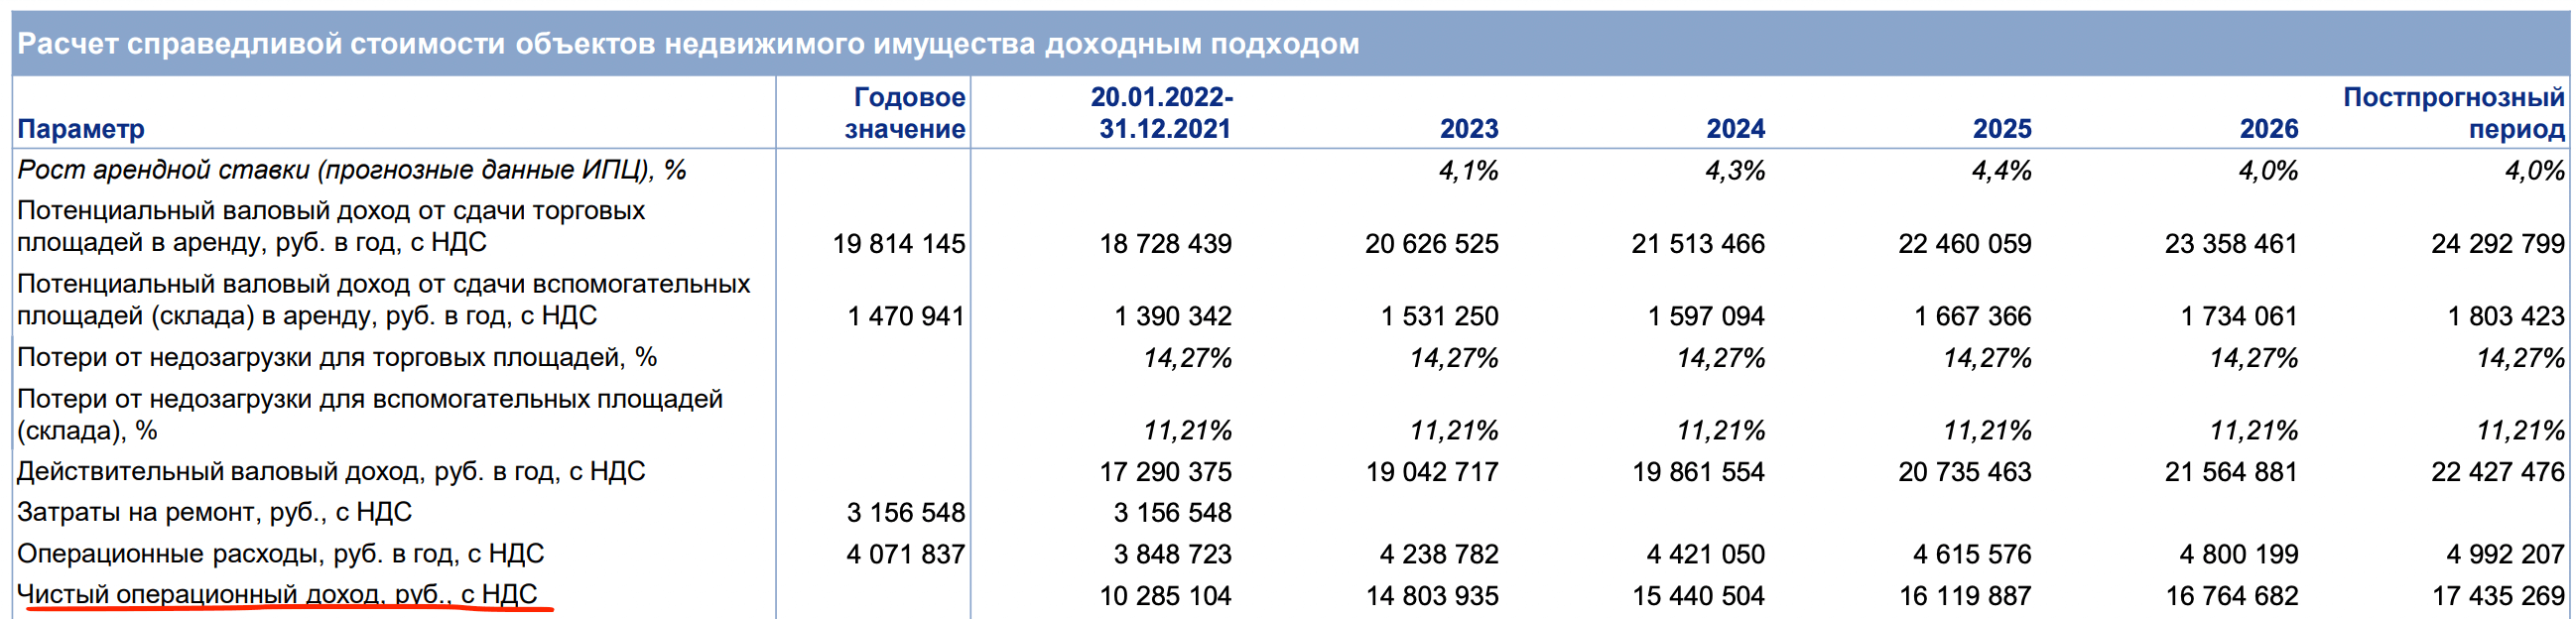 Расчет справедливой стоимости объектов недвижимого имущества доходным подходом
Параметр Годовое значение 20.01.2022-31.12.2021 2023 2024 2025 2026 Постпрогнозный период
Рост арендной ставки (прогнозные данные ИПЦ), % 4,1% 4,3% 4,4% 4,0% 4,0%
Потенциальный валовый доход от сдачи торговых
площадей в аренду, руб. в год, с НДС 19 814 145 18 728 439 20 626 525 21 513 466 22 460 059 23 358 461 24 292 799
Потенциальный валовый доход от сдачи вспомогательных
площадей (склада) в аренду, руб. в год, с НДС 1 470 941 1 390 342 1 531 250 1 597 094 1 667 366 1 734 061 1 803 423
Потери от недозагрузки для торговых площадей, % 14,27% 14,27% 14,27% 14,27% 14,27% 14,27%
Потери от недозагрузки для вспомогательных площадей
(склада), % 11,21% 11,21% 11,21% 11,21% 11,21% 11,21%
Действительный валовый доход, руб. в год, с НДС 17 290 375 19 042 717 19 861 554 20 735 463 21 564 881 22 427 476
Затраты на ремонт, руб., с НДС 3 156 548 3 156 548
Операционные расходы, руб. в год, с НДС 4 071 837 3 848 723 4 238 782 4 421 050 4 615 576 4 800 199 4 992 207
Чистый операционный доход, руб., с НДС 10 285 104 14 803 935 15 440 504 16 119 887 16 764 682 17 435 269